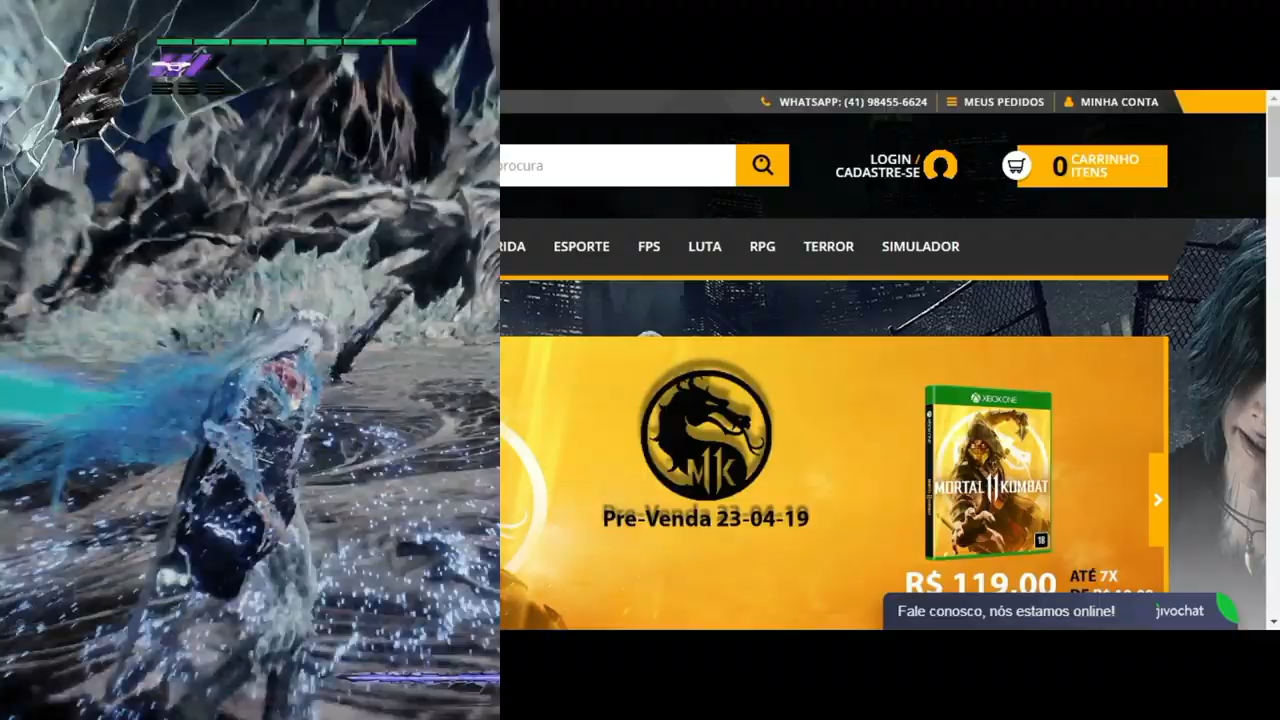 WHATSAPP: (41) 98455-6624
MEUS PEDIDOS
MINHA CONTA
rocura
LOGIN /
CADASTRE-SE
0
CARRINHO
ITENS
RIDA ESPORTE FPS LUTA RPG TERROR SIMULADOR
MK
Pre-Venda 23-04-19
XBOX ONE
MORTAL 11 KOMBAT
18
R$ 119,00
ATÉ 7X
Fale conosco, nós estamos online!
jivochat